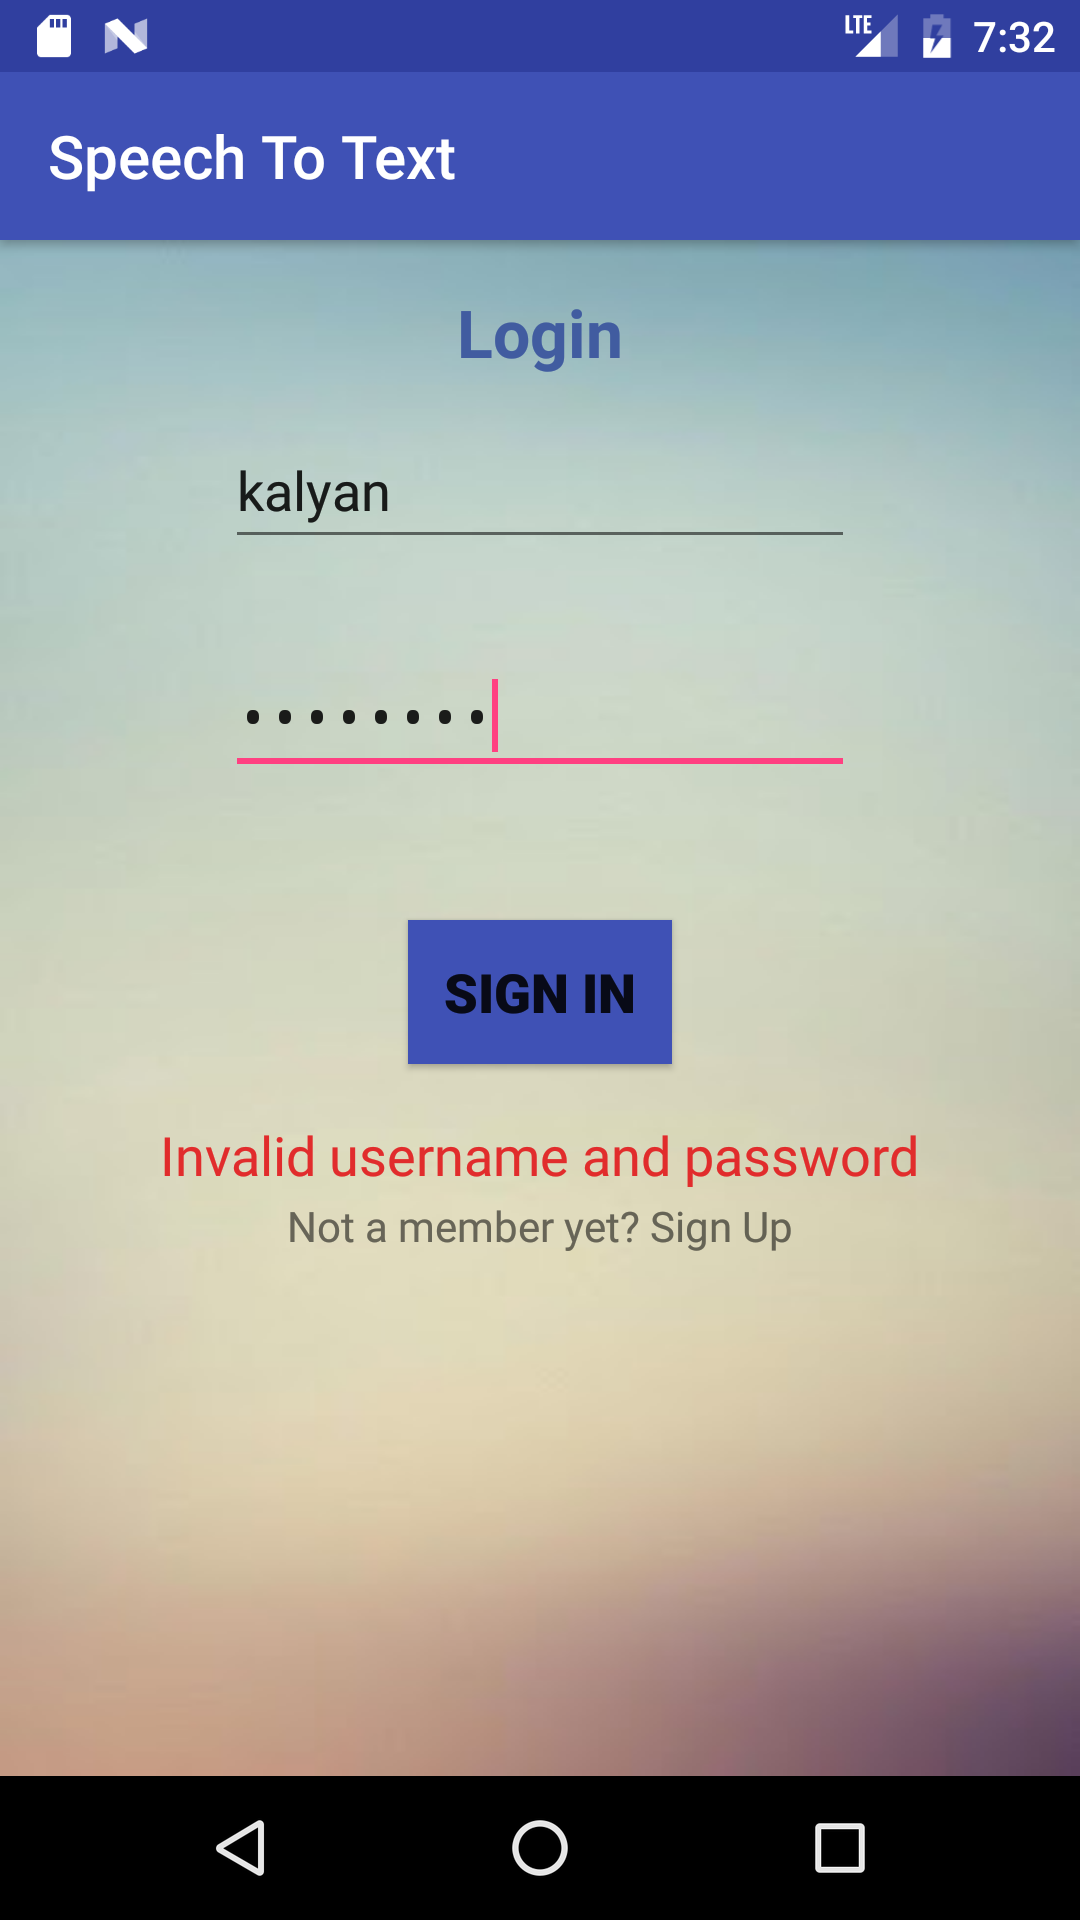 LTE 7:32
Speech To Text
Login
kalyan
••••••••
SIGN IN
Invalid username and password
Not a member yet? Sign Up